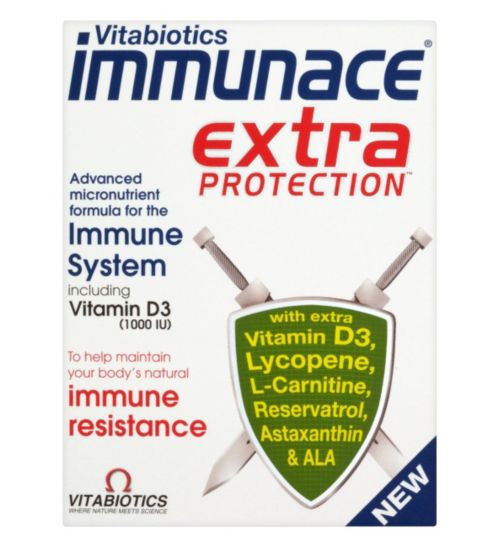 Vitabiotics
immunace®
extra
PROTECTION™
Advanced
micronutrient
formula for the
Immune
System
including
Vitamin D3
(1000 IU)
To help maintain
your body's natural
immune
resistance
with extra
Vitamin D3,
Lycopene,
L-Carnitine,
Reservatrol,
Astaxanthin
& ALA
VITABIOTICS
WHERE NATURE MEETS SCIENCE
NEW